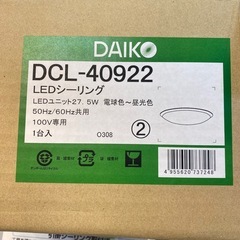 DAIKO
DCL-40922
LEDシーリング
LEDユニット27.5W 電球色〜昼光色
50Hz/60Hz共用
100V専用
1台入
O308
②
4 955620 737248